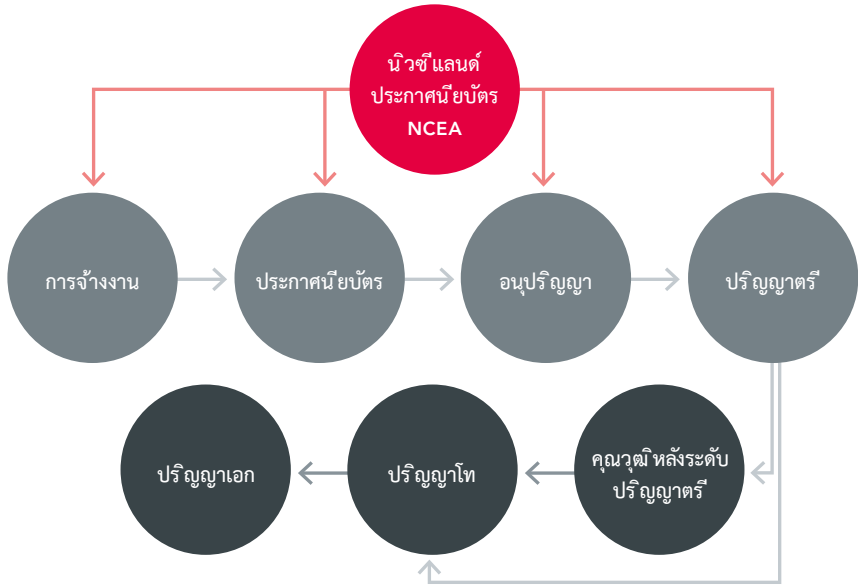 นิวซีแลนด์
ประกาศนียบัตร
NCEA
การจ้างงาน
ประกาศนียบัตร
อนุปริญญา
ปริญญาตรี
ปริญญาเอก
ปริญญาโท
คุณวุฒิหลังระดับ
ปริญญาตรี